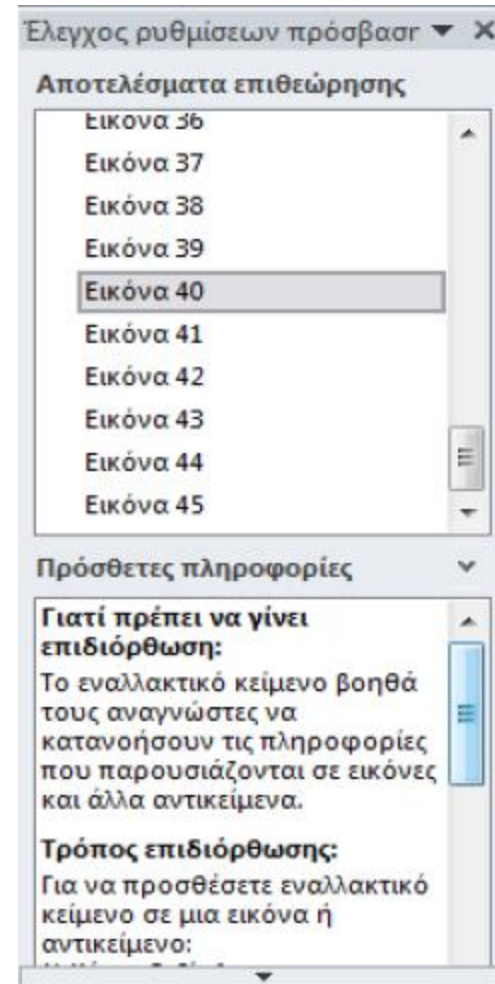 Έλεγχος ρυθμίσεων πρόσβασ
Αποτελέσματα επιθεώρησης
Εικόνα 36
Εικόνα 37
Εικόνα 38
Εικόνα 39
Εικόνα 40
Εικόνα 41
Εικόνα 42
Εικόνα 43
Εικόνα 44
Εικόνα 45
Πρόσθετες πληροφορίες
Γιατί πρέπει να γίνει
επιδιόρθωση:
Το εναλλακτικό κείμενο βοηθά
τους αναγνώστες να
κατανοήσουν τις πληροφορίες
που παρουσιάζονται σε εικόνες
και άλλα αντικείμενα.
Τρόπος επιδιόρθωσης:
Για να προσθέσετε εναλλακτικό
κείμενο σε μια εικόνα ή
αντικείμενο: